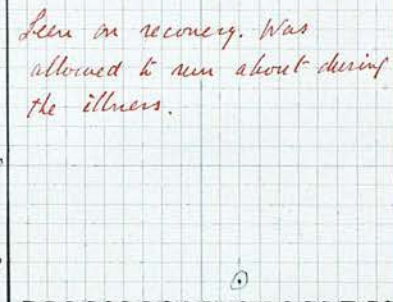 Seen on recovery. Was
allowed to run about during
the illness.